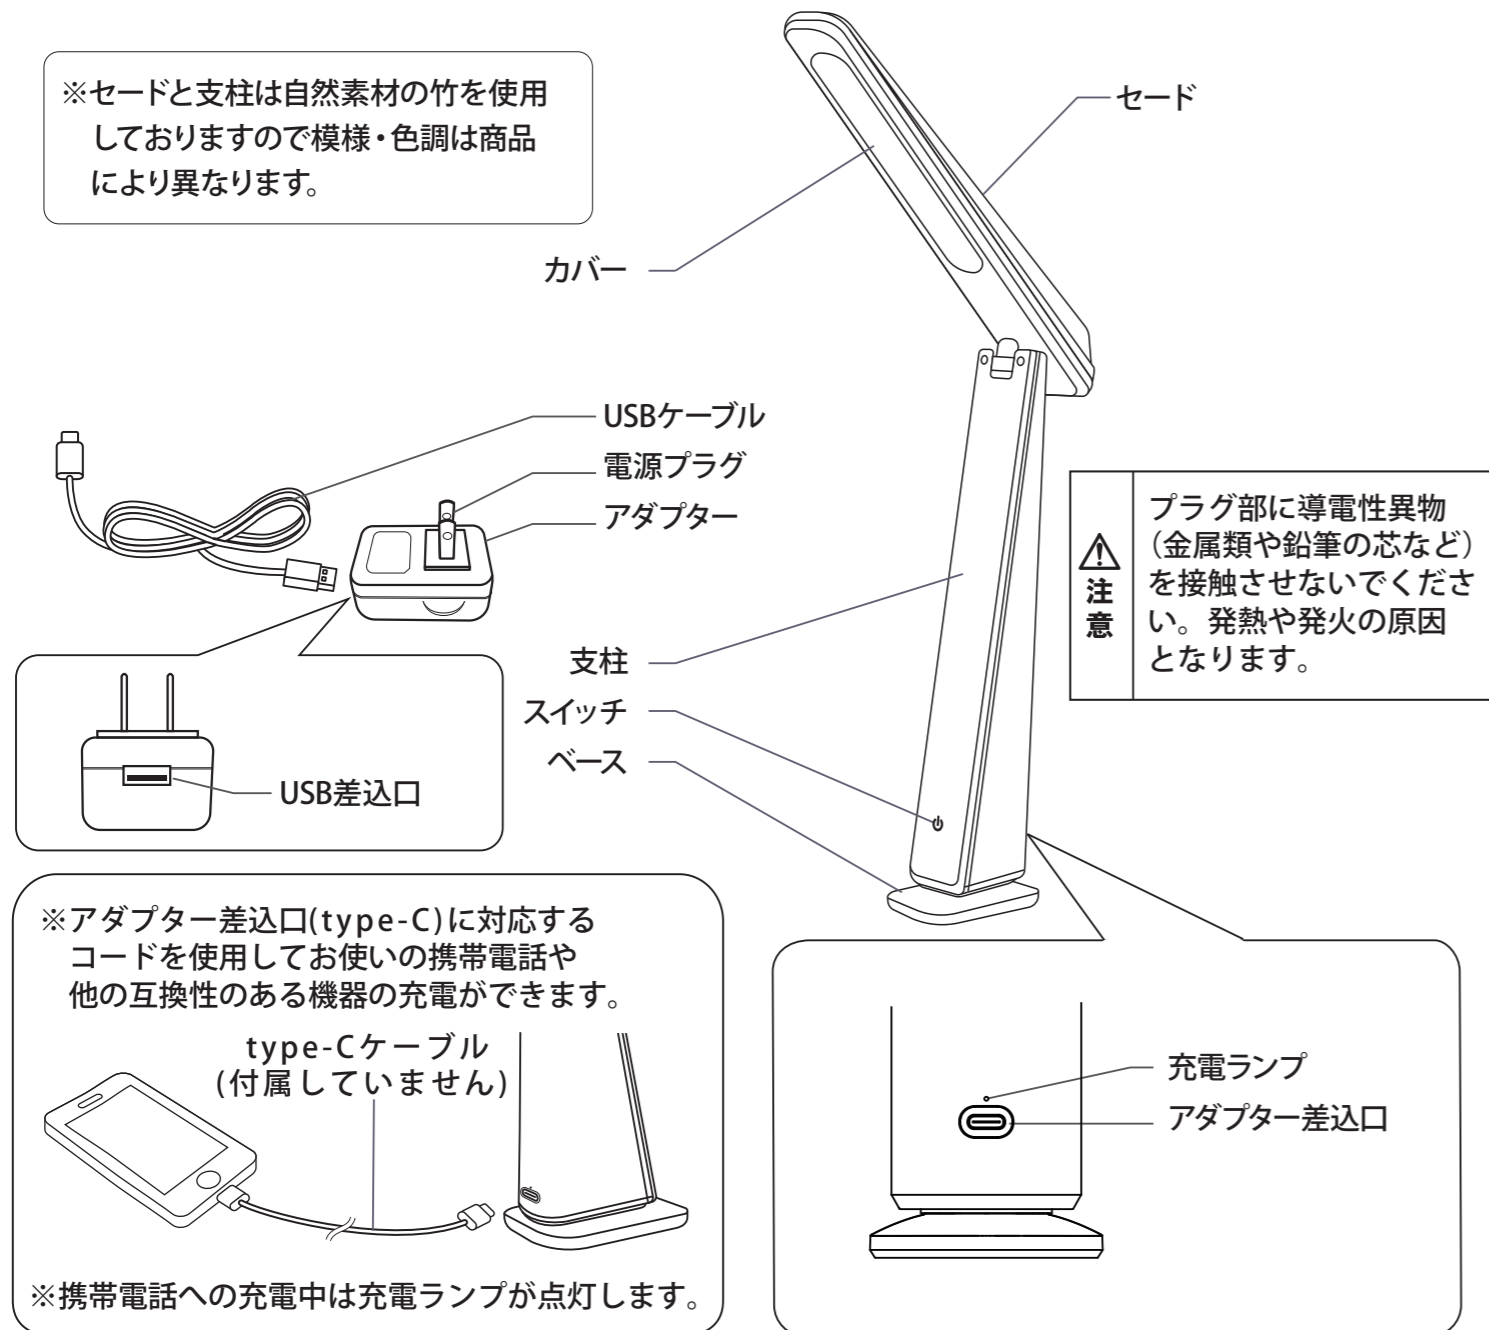 ※セードと支柱は自然素材の竹を使用
しておりますので模様・色調は商品
により異なります。
セード
カバー
USBケーブル
電源プラグ
アダプター
注意
プラグ部に導電性異物
（金属類や鉛筆の芯など）
を接触させないでくださ
い。発熱や発火の原因
となります。
支柱
スイッチ
ベース
USB差込口
※アダプター差込口(type-C)に対応する
コードを使用してお使いの携帯電話や
他の互換性のある機器の充電ができます。
type-Cケーブル
(付属していません)
※携帯電話への充電中は充電ランプが点灯します。
充電ランプ
アダプター差込口